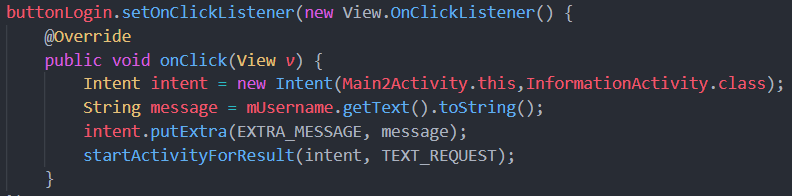 buttonLogin.setOnClickListener(new View.OnClickListener() {
    @Override
    public void onClick(View v) {
        Intent intent = new Intent(Main2Activity.this,InformationActivity.class);
        String message = mUsername.getText().toString();
        intent.putExtra(EXTRA_MESSAGE, message);
        startActivityForResult(intent, TEXT_REQUEST);
    }